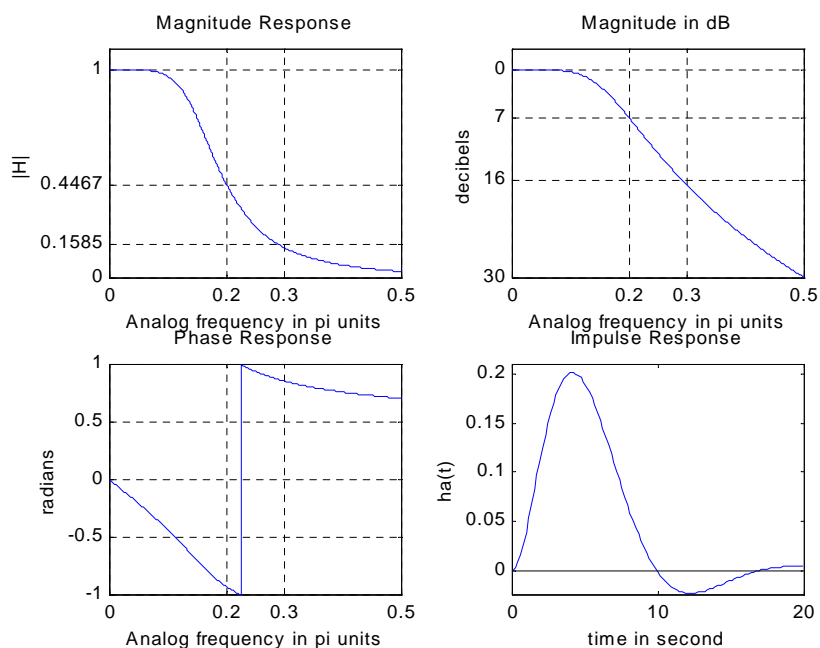 Magnitude Response
1
0.4467
0.1585
0
|H|
0 0.2 0.3 0.5
Analog frequency in pi units
Magnitude in dB
0
7
16
30
decibels
0 0.2 0.3 0.5
Analog frequency in pi units
Phase Response
1
0.5
0
-0.5
-1
radians
0 0.2 0.3 0.5
Analog frequency in pi units
Impulse Response
0.2
0.15
0.1
0.05
0
ha(t)
0 10 20
time in second